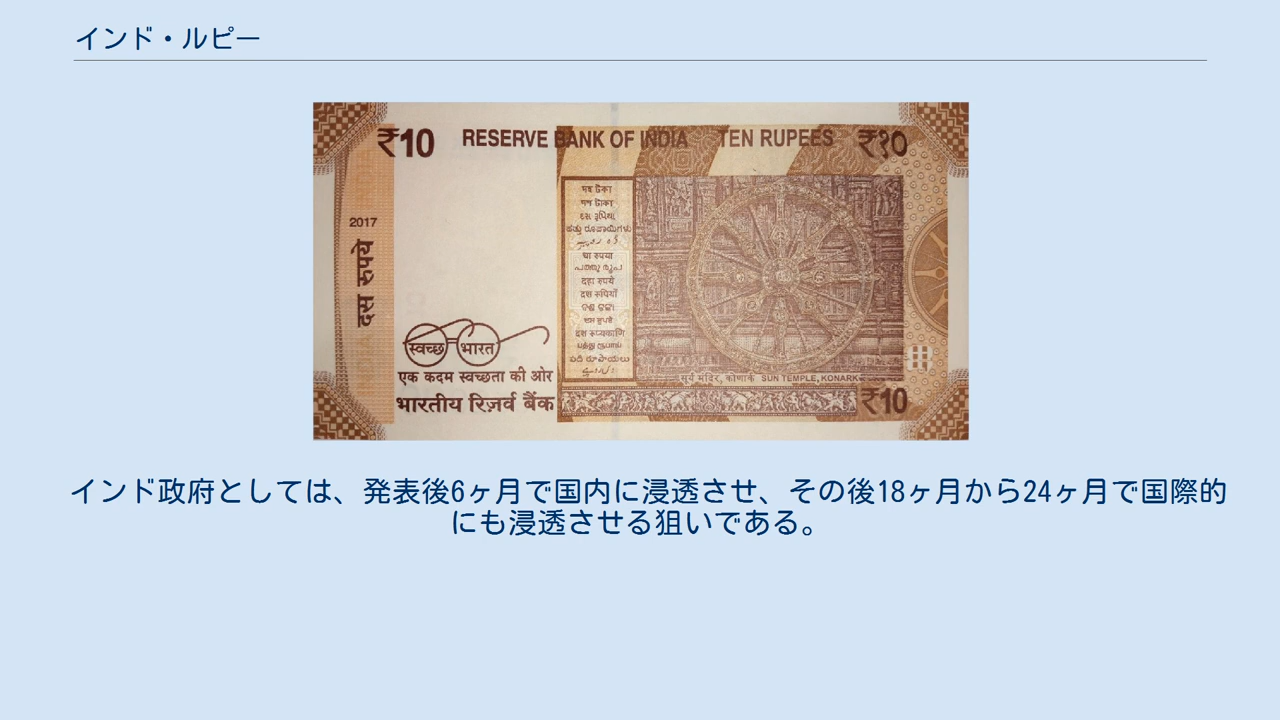 インド・ルピー
₹10 RESERVE BANK OF INDIA TEN RUPEES ₹१०
2017
दस रुपये
स्वच्छ भारत
एक कदम स्वच्छता की ओर
भारतीय रिज़र्व बैंक
सूर्य मंदिर, कोणार्क SUN TEMPLE, KONARK
₹10
インド政府としては、発表後6ヶ月で国内に浸透させ、その後18ヶ月から24ヶ月で国際的
にも浸透させる狙いである。